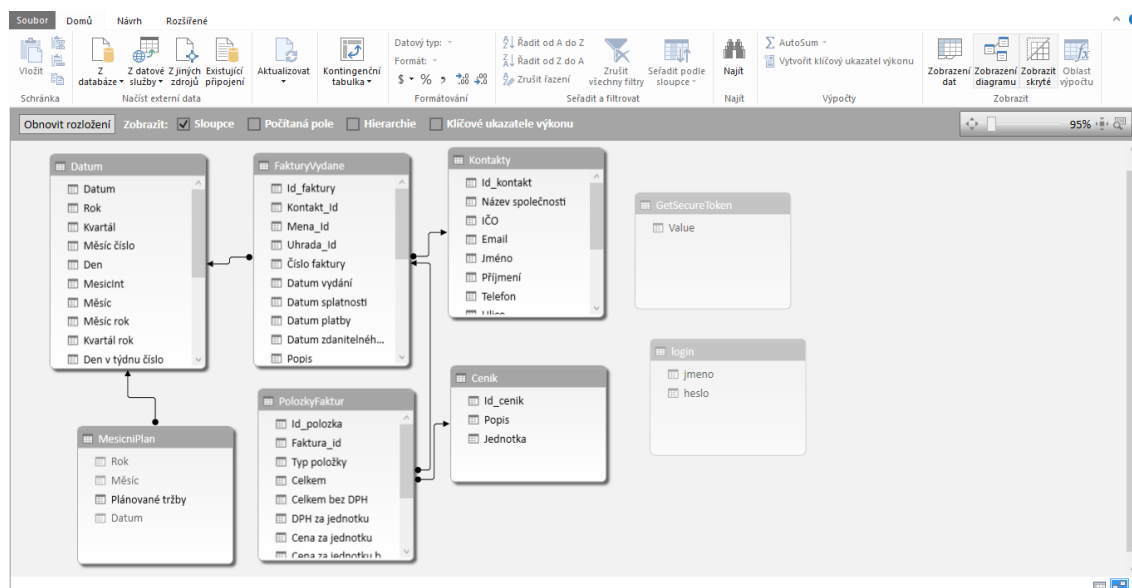 Soubor Domů Návrh Rozšířené
Vložit
Z databáze
Z datové služby
Z jiných zdrojů
Existující připojení
Aktualizovat
Kontingenční tabulka
Datový typ:
Formát:
$ % ,
Řadit od A do Z
Řadit od Z do A
Zrušit řazení
Zrušit všechny filtry
Seřadit podle sloupce
Najít
AutoSum
Vytvořit klíčový ukazatel výkonu
Zobrazení dat
Zobrazení diagramu
Zobrazit skryté
Oblast výpočtu
Schránka Načíst externí data Formátování Seřadit a filtrovat Najít Výpočty Zobrazit
Obnovit rozložení Zobrazit: Sloupce Počítaná pole Hierarchie Klíčové ukazatele výkonu 95%
Datum
Datum
Rok
Kvartál
Měsíc číslo
Den
MesicInt
Měsíc
Měsíc rok
Kvartál rok
Den v týdnu číslo
FakturyVydane
Id_faktury
Kontakt_Id
Mena_Id
Uhrada_Id
Číslo faktury
Datum vydání
Datum splatnosti
Datum platby
Datum zdanitelného...
Popis
Kontakty
Id_kontakt
Název společnosti
IČO
Email
Jméno
Příjmení
Telefon
Ulice
GetSecureToken
Value
login
jmeno
heslo
MesicniPlan
Rok
Měsíc
Plánované tržby
Datum
PolozkyFaktur
Id_polozka
Faktura_id
Typ položky
Celkem
Celkem bez DPH
DPH za jednotku
Cena za jednotku
Cena za jednotku b
Cenik
Id_cenik
Popis
Jednotka